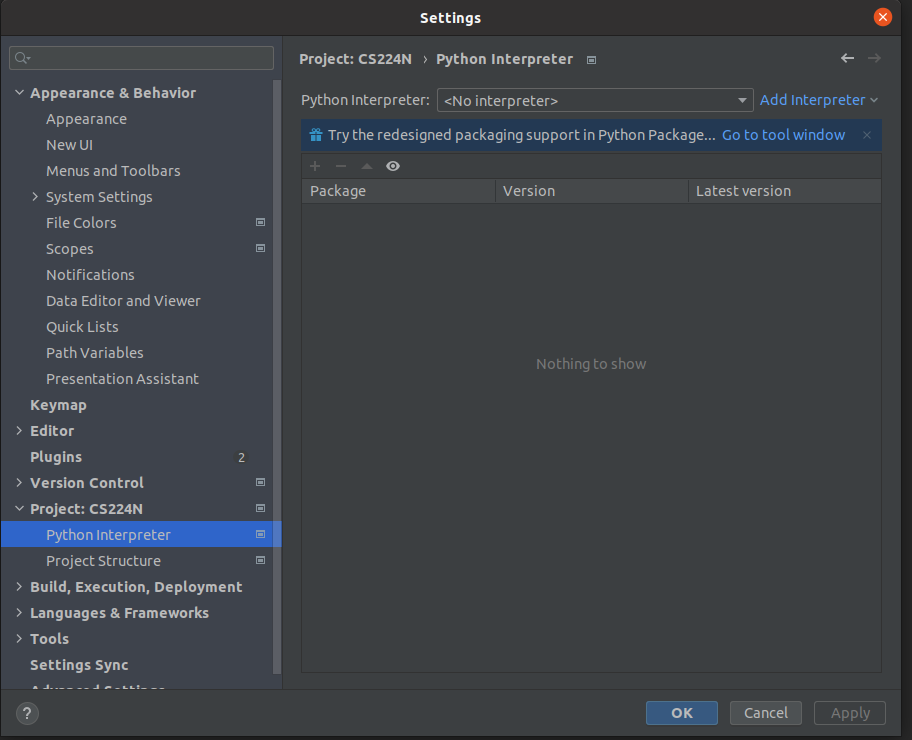 Settings
Appearance & Behavior
Appearance
New UI
Menus and Toolbars
System Settings
File Colors
Scopes
Notifications
Data Editor and Viewer
Quick Lists
Path Variables
Presentation Assistant
Keymap
Editor
Plugins 2
Version Control
Project: CS224N
Python Interpreter
Project Structure
Build, Execution, Deployment
Languages & Frameworks
Tools
Settings Sync
Advanced Settings
Project: CS224N › Python Interpreter
Python Interpreter: <No interpreter> Add Interpreter
Try the redesigned packaging support in Python Package... Go to tool window
Package Version Latest version
Nothing to show
? OK Cancel Apply